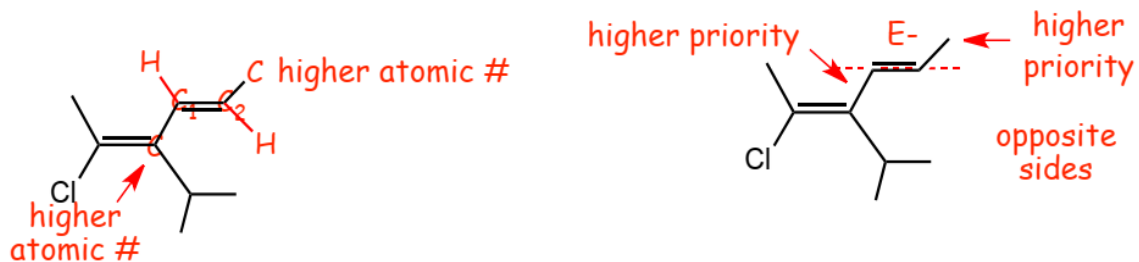 H
C higher atomic #
C1 C2
H
C
Cl
higher
atomic #
higher priority
E-
higher
priority
Cl
opposite
sides